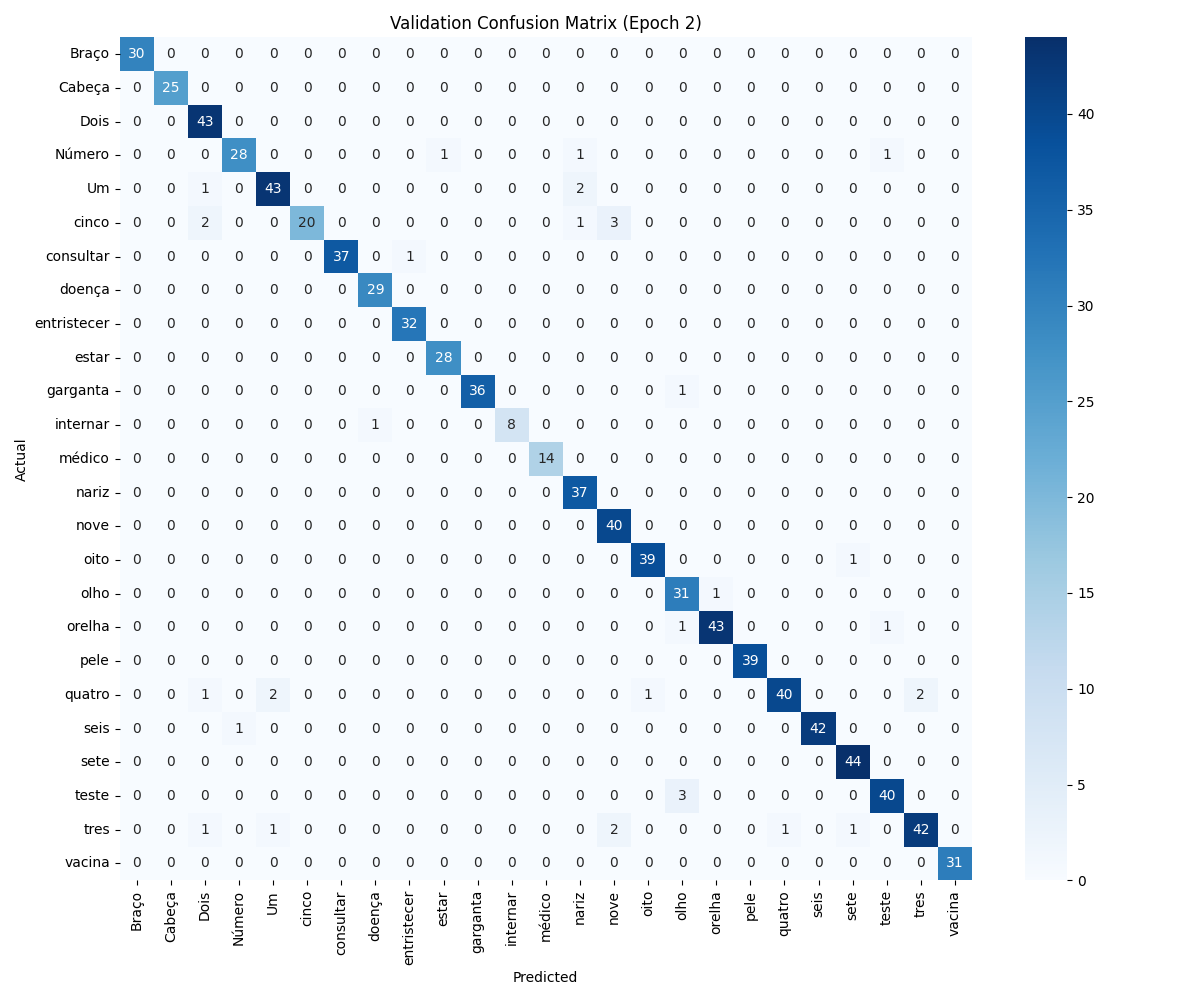 Validation Confusion Matrix (Epoch 2)
Braço 30 0 0 0 0 0 0 0 0 0 0 0 0 0 0 0 0 0 0 0 0 0 0 0 0
Cabeça 0 25 0 0 0 0 0 0 0 0 0 0 0 0 0 0 0 0 0 0 0 0 0 0 0
Dois 0 0 43 0 0 0 0 0 0 0 0 0 0 0 0 0 0 0 0 0 0 0 0 0 0
Número 0 0 0 28 0 0 0 0 0 1 0 0 0 1 0 0 0 0 0 0 0 0 1 0 0
Um 0 0 1 0 43 0 0 0 0 0 0 0 0 2 0 0 0 0 0 0 0 0 0 0 0
cinco 0 0 2 0 0 20 0 0 0 0 0 0 0 1 3 0 0 0 0 0 0 0 0 0 0
consultar 0 0 0 0 0 0 37 0 1 0 0 0 0 0 0 0 0 0 0 0 0 0 0 0 0
doença 0 0 0 0 0 0 0 29 0 0 0 0 0 0 0 0 0 0 0 0 0 0 0 0 0
entristecer 0 0 0 0 0 0 0 0 32 0 0 0 0 0 0 0 0 0 0 0 0 0 0 0 0
estar 0 0 0 0 0 0 0 0 0 28 0 0 0 0 0 0 0 0 0 0 0 0 0 0 0
garganta 0 0 0 0 0 0 0 0 0 0 36 0 0 0 0 0 1 0 0 0 0 0 0 0 0
internar 0 0 0 0 0 0 0 1 0 0 0 8 0 0 0 0 0 0 0 0 0 0 0 0 0
médico 0 0 0 0 0 0 0 0 0 0 0 0 14 0 0 0 0 0 0 0 0 0 0 0 0
nariz 0 0 0 0 0 0 0 0 0 0 0 0 0 37 0 0 0 0 0 0 0 0 0 0 0
nove 0 0 0 0 0 0 0 0 0 0 0 0 0 0 40 0 0 0 0 0 0 0 0 0 0
oito 0 0 0 0 0 0 0 0 0 0 0 0 0 0 0 39 0 0 0 0 0 1 0 0 0
olho 0 0 0 0 0 0 0 0 0 0 0 0 0 0 0 0 31 1 0 0 0 0 0 0 0
orelha 0 0 0 0 0 0 0 0 0 0 0 0 0 0 0 0 1 43 0 0 0 0 1 0 0
pele 0 0 0 0 0 0 0 0 0 0 0 0 0 0 0 0 0 0 39 0 0 0 0 0 0
quatro 0 0 1 0 2 0 0 0 0 0 0 0 0 0 0 1 0 0 0 40 0 0 0 2 0
seis 0 0 0 1 0 0 0 0 0 0 0 0 0 0 0 0 0 0 0 0 42 0 0 0 0
sete 0 0 0 0 0 0 0 0 0 0 0 0 0 0 0 0 0 0 0 0 0 44 0 0 0
teste 0 0 0 0 0 0 0 0 0 0 0 0 0 0 0 0 3 0 0 0 0 0 40 0 0
tres 0 0 1 0 1 0 0 0 0 0 0 0 0 0 2 0 0 0 0 1 0 1 0 42 0
vacina 0 0 0 0 0 0 0 0 0 0 0 0 0 0 0 0 0 0 0 0 0 0 0 0 31
Actual
Braço Cabeça Dois Número Um cinco consultar doença entristecer estar garganta internar médico nariz nove oito olho orelha pele quatro seis sete teste tres vacina
Predicted
40
35
30
25
20
15
10
5
0